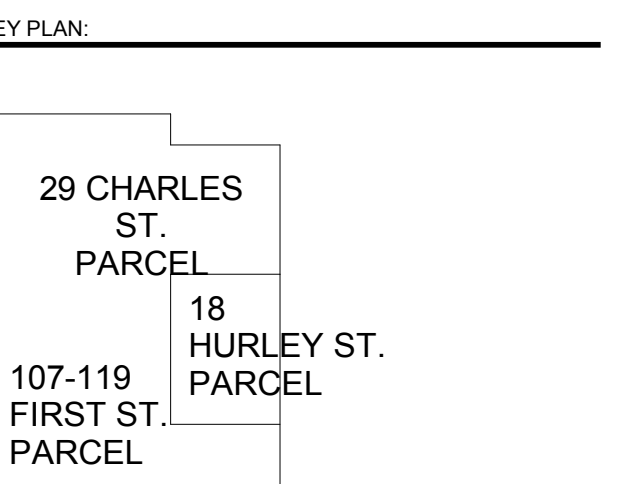 EY PLAN:
29 CHARLES
ST.
PARCEL
18
HURLEY ST.
PARCEL
107-119
FIRST ST.
PARCEL